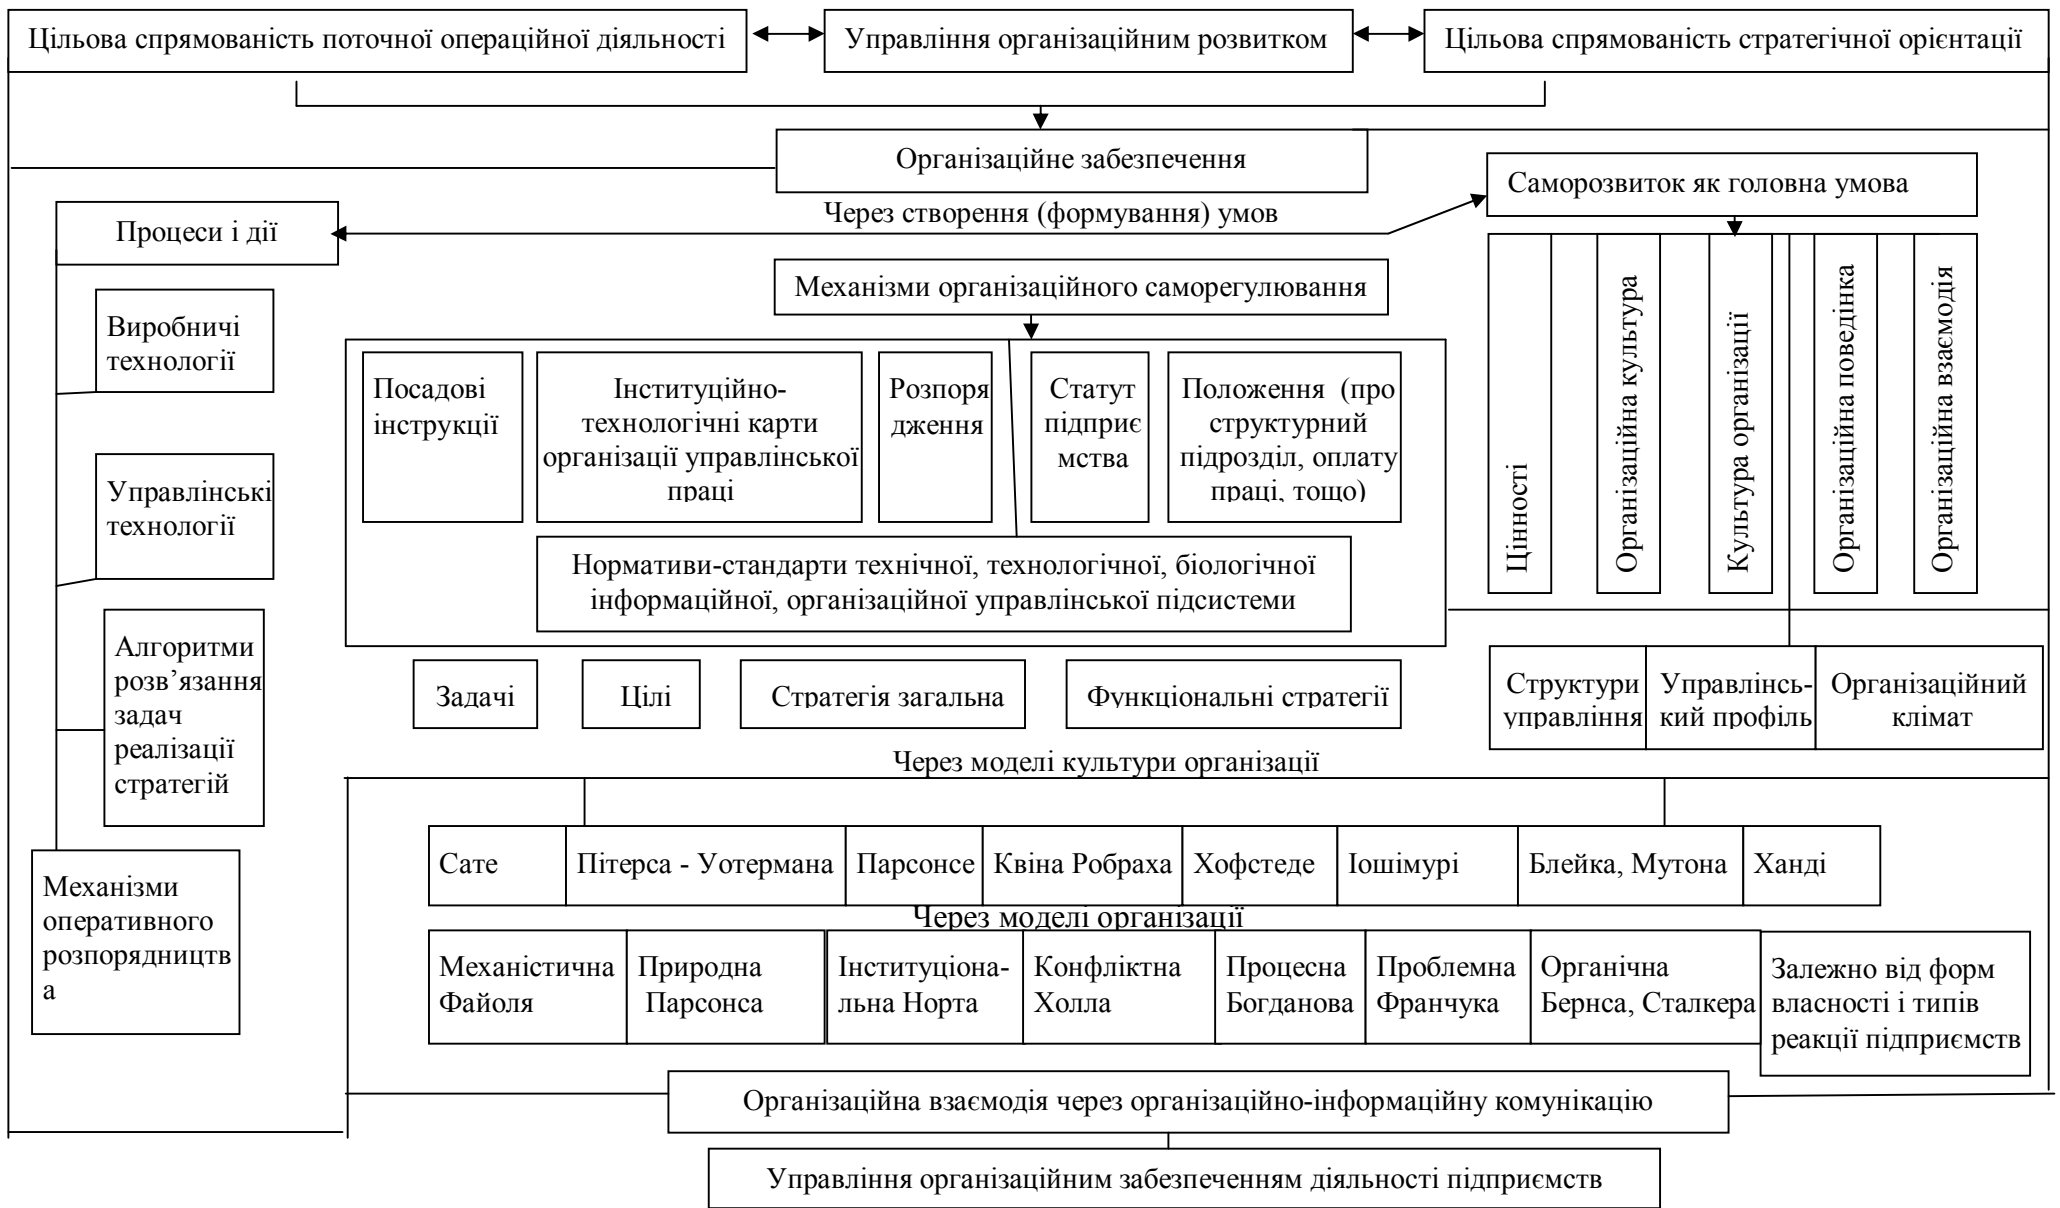 Цільова спрямованість поточної операційної діяльності
Управління організаційним розвитком
Цільова спрямованість стратегічної орієнтації
Організаційне забезпечення
Саморозвиток як головна умова
Через створення (формування) умов
Процеси і дії
Механізми організаційного саморегулювання
Виробничі
технології
Управлінські
технології
Алгоритми
розв’язання
задач
реалізації
стратегій
Механізми
оперативного
розпорядництв
а
Посадові
інструкції
Інституційно-
технологічні карти
організації управлінської
праці
Розпоря
дження
Статут
підприє
мства
Положення (про
структурний
підрозділ, оплату
праці, тощо)
Нормативи-стандарти технічної, технологічної, біологічної
інформаційної, організаційної управлінської підсистеми
Цінності
Організаційна культура
Культура організації
Організаційна поведінка
Організаційна взаємодія
Задачі
Цілі
Стратегія загальна
Функціональні стратегії
Структури
управління
Управлінсь-
кий профіль
Організаційний
клімат
Через моделі культури організації
Сате
Пітерса - Уотермана
Парсонсе
Квіна Робраха
Хофстеде
Іошімурі
Блейка, Мутона
Ханді
Через моделі організації
Механістична
Файоля
Природна
Парсонса
Інституціона-
льна Норта
Конфліктна
Холла
Процесна
Богданова
Проблемна
Франчука
Органічна
Бернса, Сталкера
Залежно від форм
власності і типів
реакції підприємств
Організаційна взаємодія через організаційно-інформаційну комунікацію
Управління організаційним забезпеченням діяльності підприємств